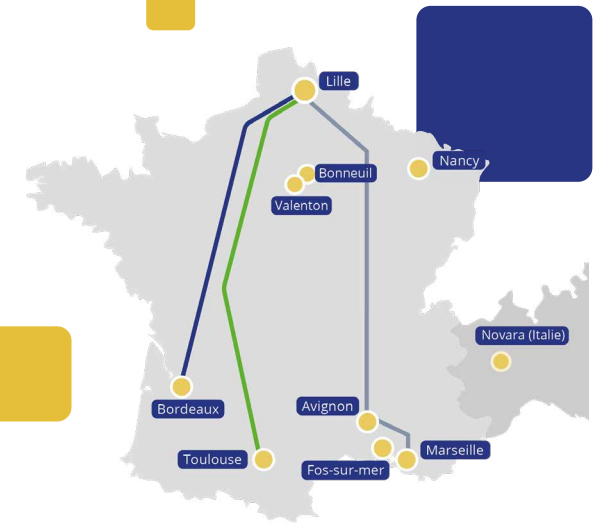 Lille
Nancy
Bonneuil
Valenton
Novara (Italie)
Bordeaux
Avignon
Marseille
Toulouse
Fos-sur-mer